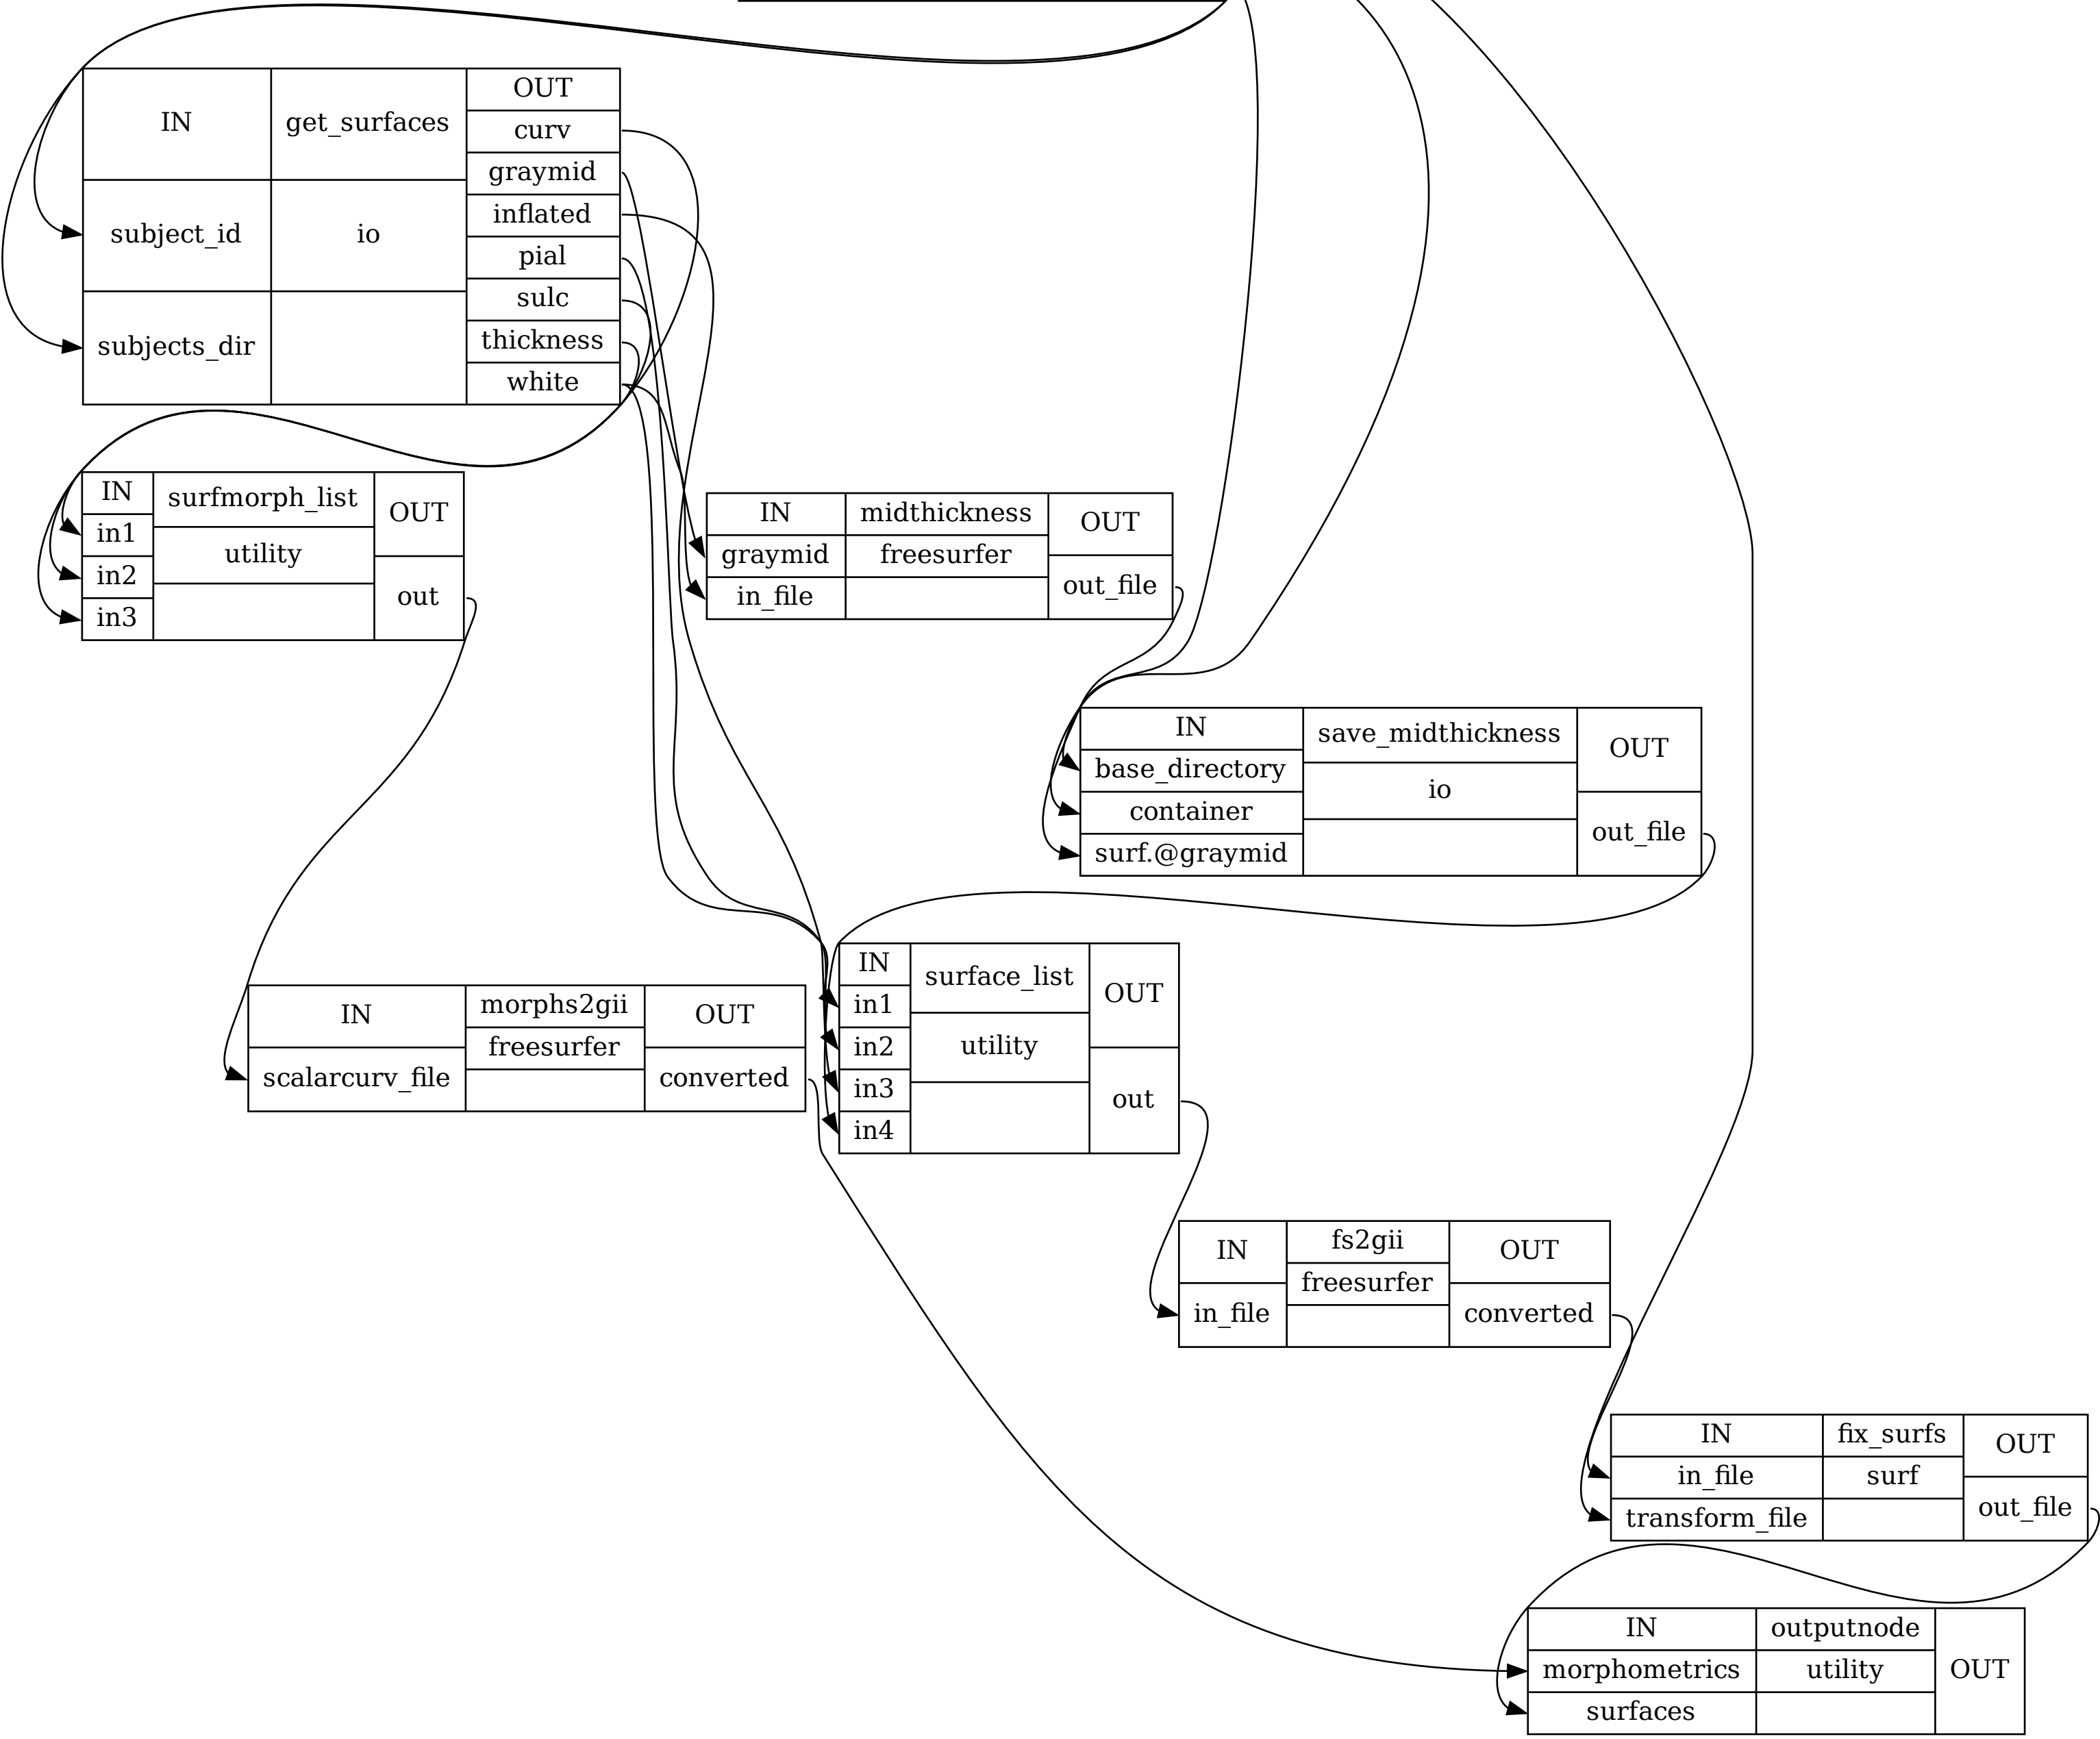 IN
subject_id
subjects_dir
get_surfaces
io
OUT
curv
graymid
inflated
pial
sulc
thickness
white
IN
in1
in2
in3
surfmorph_list
utility
OUT
out
IN
graymid
in_file
midthickness
freesurfer
OUT
out_file
IN
base_directory
container
surf.@graymid
save_midthickness
io
OUT
out_file
IN
scalarcurv_file
morphs2gii
freesurfer
OUT
converted
IN
in1
in2
in3
in4
surface_list
utility
OUT
out
IN
in_file
fs2gii
freesurfer
OUT
converted
IN
in_file
transform_file
fix_surfs
surf
OUT
out_file
IN
morphometrics
surfaces
outputnode
utility
OUT